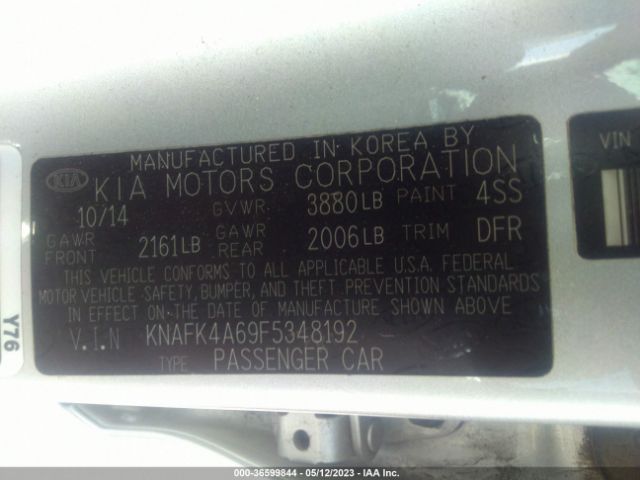 MANUFACTURED IN KOREA BY
KIA KIA MOTORS CORPORATION
10/14 GVWR 3880LB PAINT 4SS
GAWR FRONT 2161LB GAWR REAR 2006LB TRIM DFR
THIS VEHICLE CONFORMS TO ALL APPLICABLE U.S.A. FEDERAL
MOTOR VEHICLE SAFETY, BUMPER, AND THEFT PREVENTION STANDARDS
IN EFFECT ON THE DATE OF MANUFACTURE SHOWN ABOVE
V.I.N KNAFK4A69F5348192
TYPE PASSENGER CAR
Y76
VIN
000-36599844 - 05/12/2023 - IAA Inc.